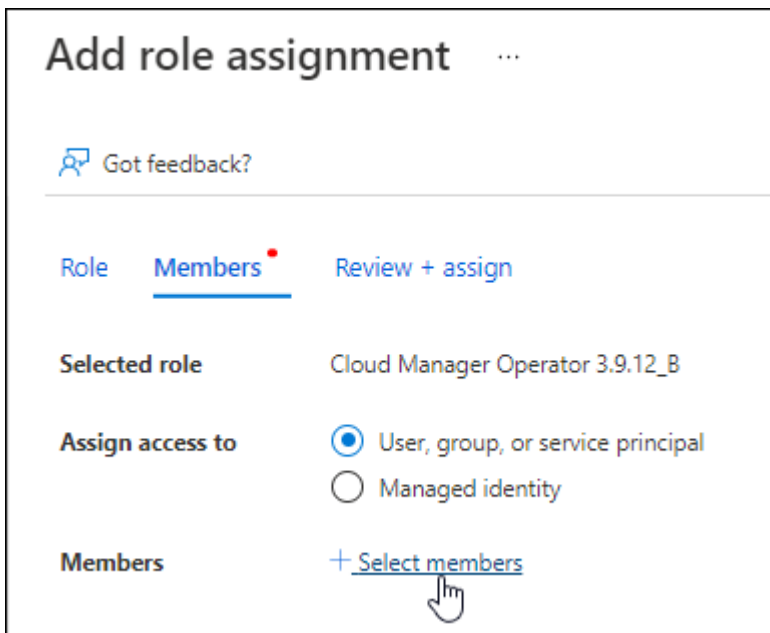 Add role assignment ...
Got feedback?
Role Members Review + assign
Selected role Cloud Manager Operator 3.9.12_B
Assign access to User, group, or service principal
Managed identity
Members + Select members